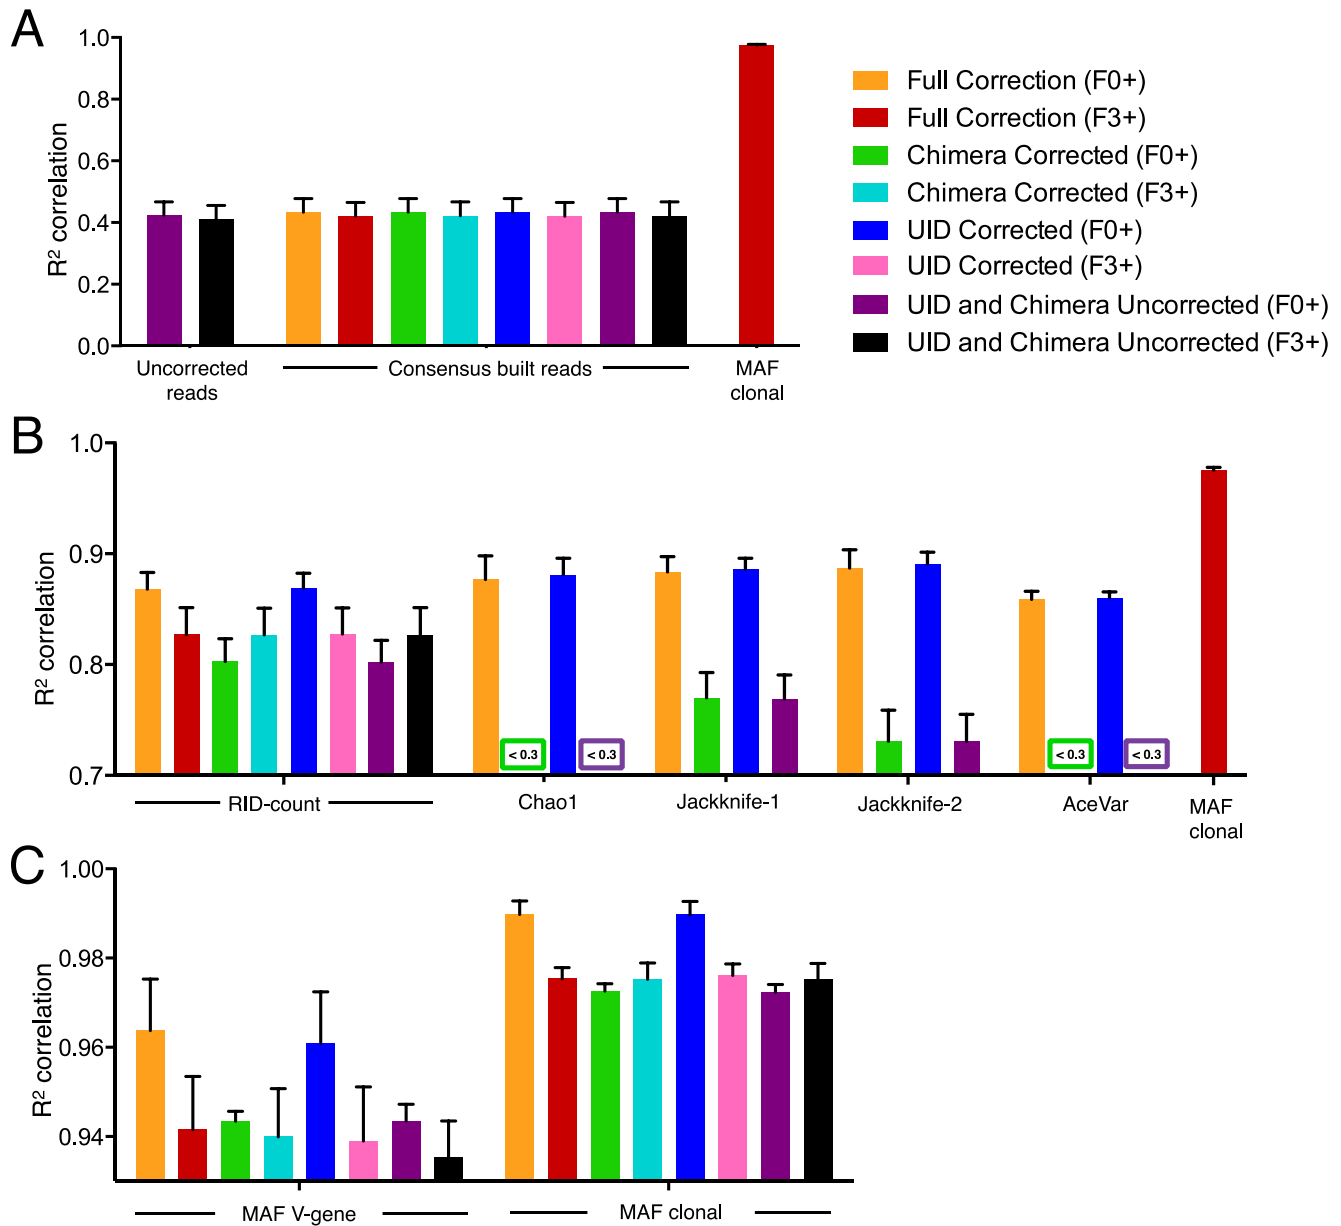 A
1.0
0.8
0.6
0.4
0.2
0.0
R² correlation
Uncorrected
reads
Consensus built reads
MAF
clonal
Full Correction (F0+)
Full Correction (F3+)
Chimera Corrected (F0+)
Chimera Corrected (F3+)
UID Corrected (F0+)
UID Corrected (F3+)
UID and Chimera Uncorrected (F0+)
UID and Chimera Uncorrected (F3+)
B
1.0
0.9
0.8
0.7
R² correlation
< 0.3
< 0.3
< 0.3
< 0.3
RID-count
Chao1
Jackknife-1
Jackknife-2
AceVar
MAF
clonal
C
1.00
0.98
0.96
0.94
R² correlation
MAF V-gene
MAF clonal